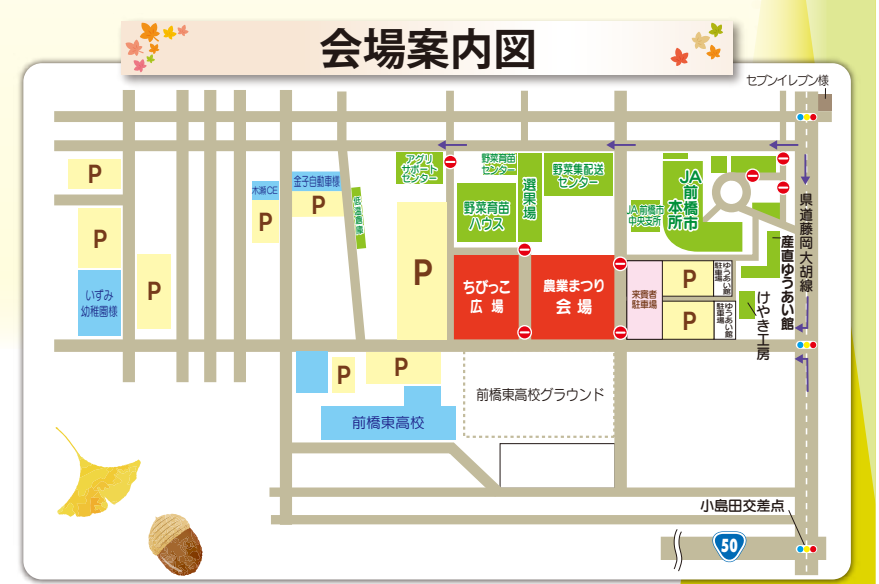 会場案内図
セブンイレブン様
P
アグリ
サポート
センター
野菜育苗
センター
選果場
野菜集配送
センター
JA前橋市
本所
木瀬CE
金子自動車様
P
P
低温倉庫
野菜育苗
ハウス
JA前橋市
中央支所
県道藤岡大胡線
P
P
P
いずみ
幼稚園様
ちびっこ
広場
農業まつり
会場
来賓者
駐車場
P
ゆうあい館
駐車場
P
ゆうあい館
駐車場
産直ゆうあい館
けやき工房
P
P
前橋東高校グラウンド
前橋東高校
小島田交差点
50